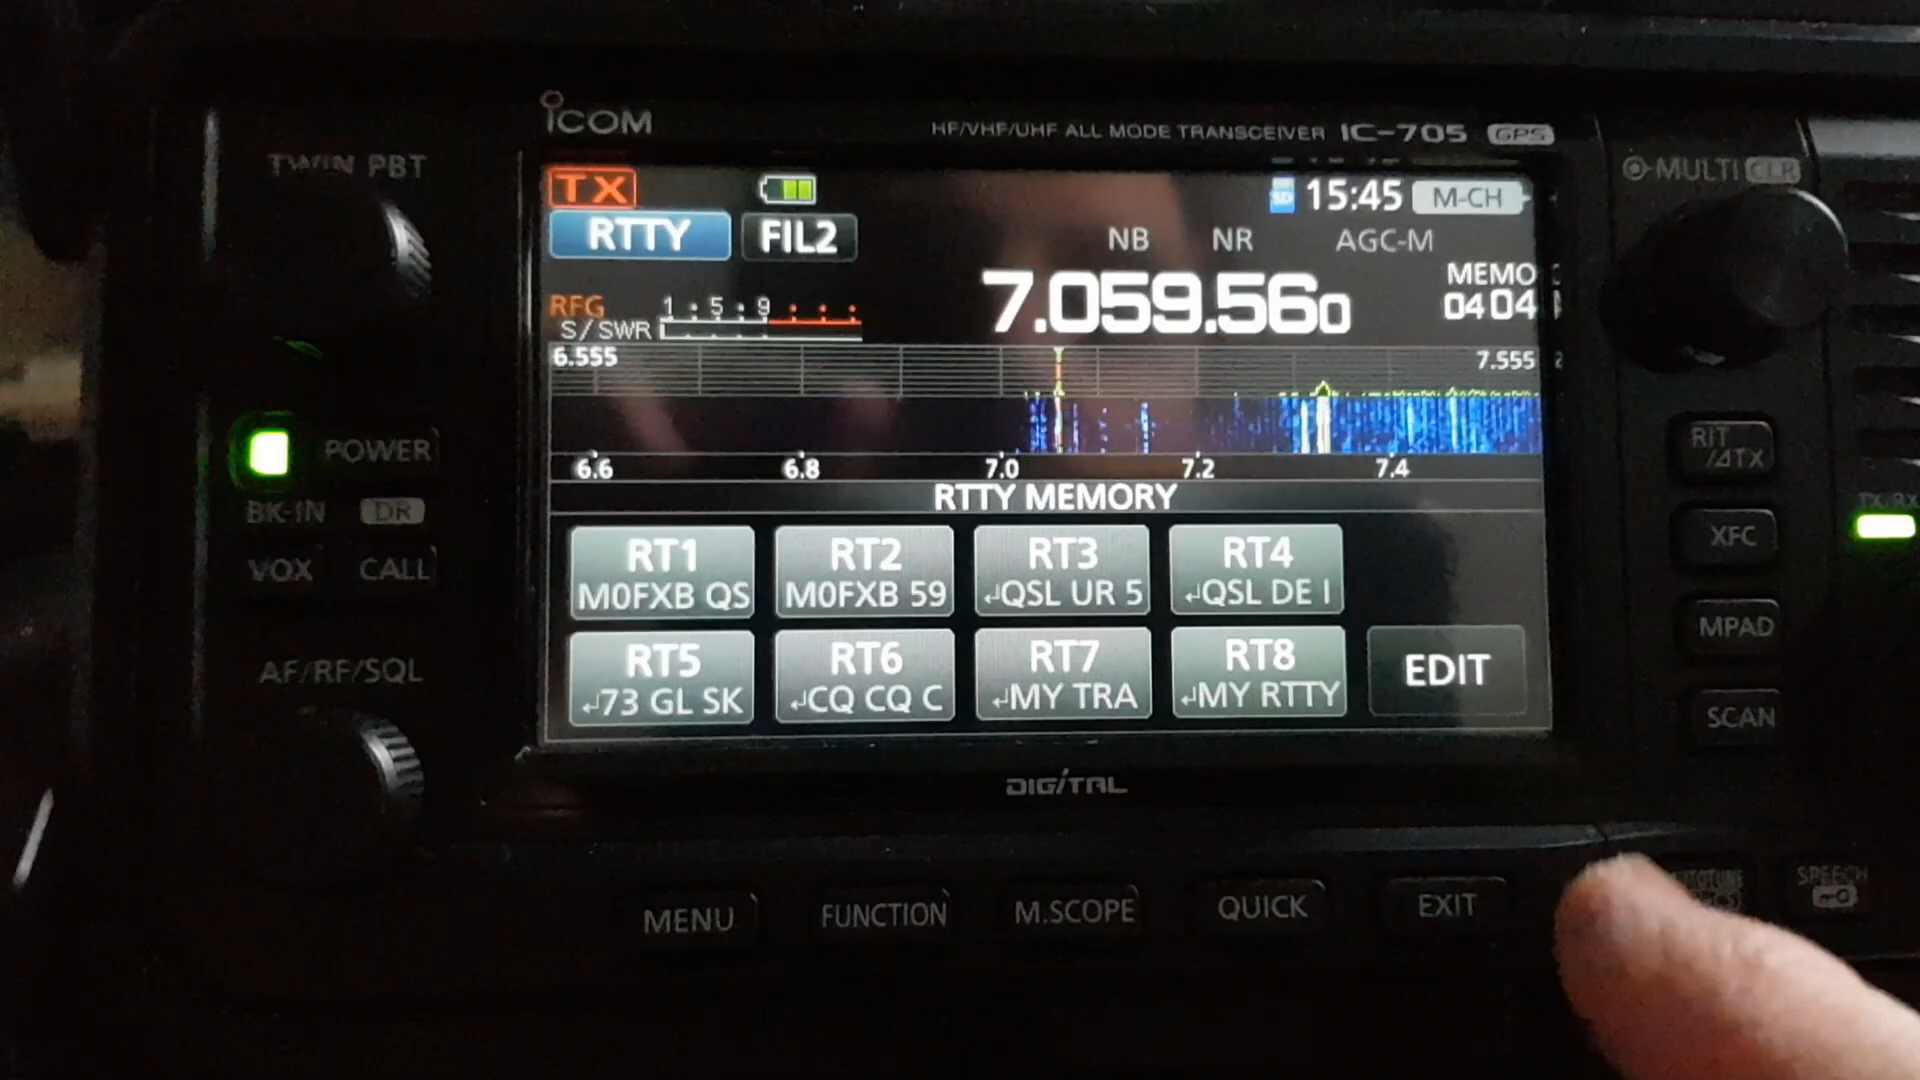 ICOM
HF/VHF/UHF ALL MODE TRANSCEIVER IC-705 GPS
TWIN PBT
MULTI CLR
TX
15:45 M-CH
RTTY FIL2
NB NR AGC-M
RFG 1 5 9
S/SWR
7.059.560
MEMO
04 04
6.555 7.555
6.6 6.8 7.0 7.2 7.4
POWER
BK-IN DR
VOX CALL
AF/RF/SQL
RTTY MEMORY
RT1
M0FXB QS
RT2
M0FXB 59
RT3
↲QSL UR 5
RT4
↲QSL DE I
RT5
↲73 GL SK
RT6
↲CQ CQ C
RT7
↲MY TRA
RT8
↲MY RTTY
EDIT
RIT
/ΔTX
XFC
MPAD
SCAN
TX/RX
DIGITAL
MENU FUNCTION M.SCOPE QUICK EXIT
SPEECH